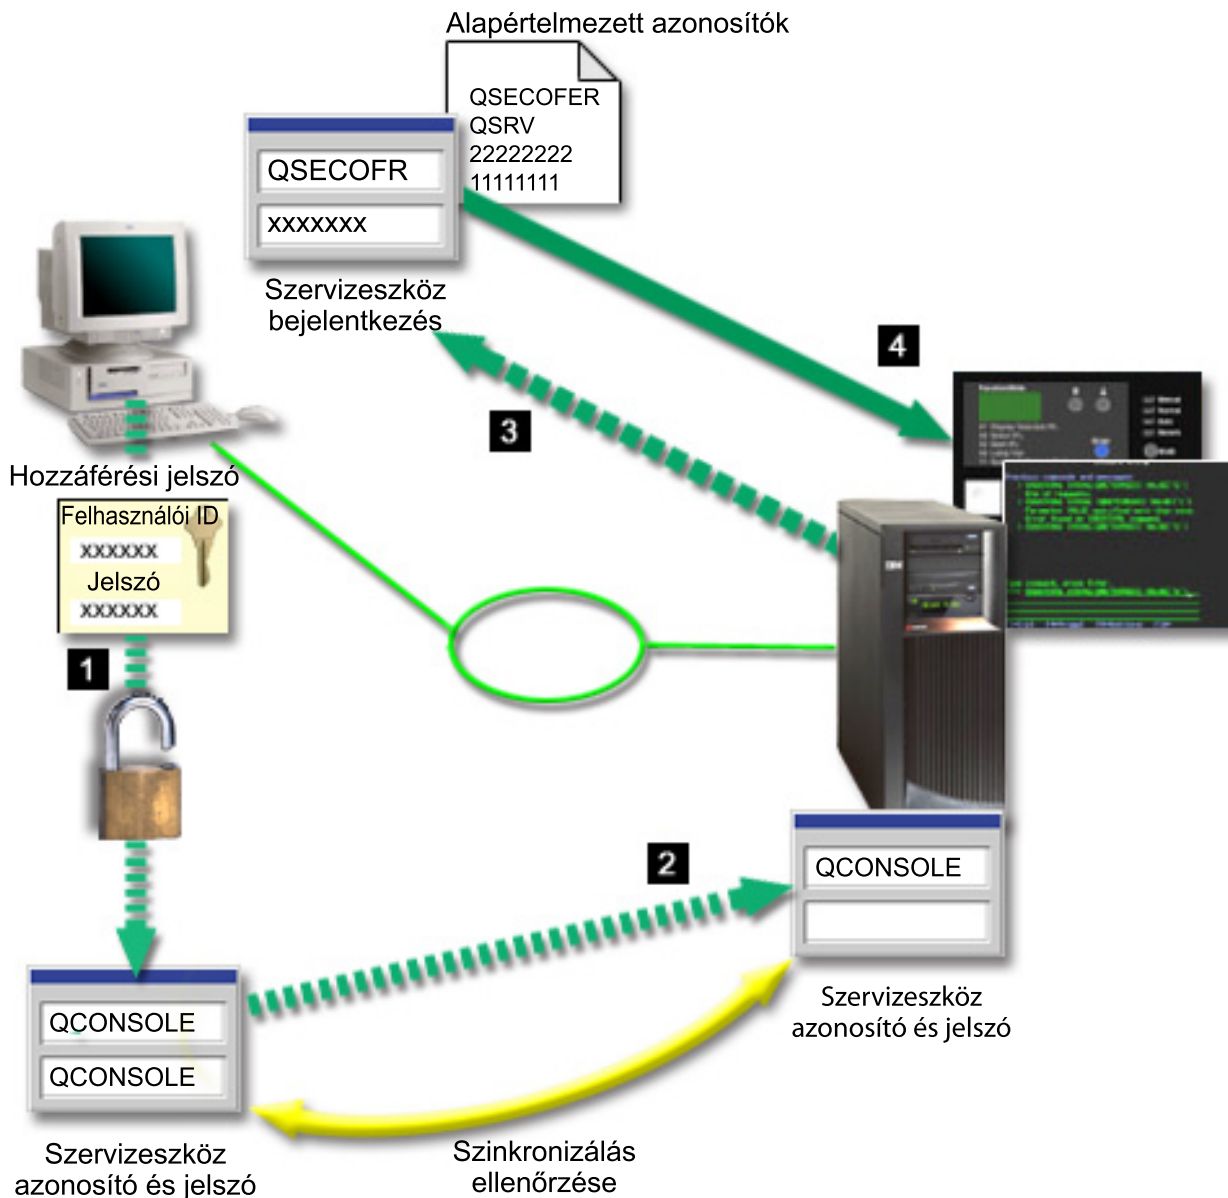 Alapértelmezett azonosítók
QSECOFER
QSRV
22222222
11111111
QSECOFR
xxxxxxx
Szervizeszköz
bejelentkezés
4
3
Hozzáférési jelszó
Felhasználói ID
xxxxxx
Jelszó
xxxxxx
IBM
1
2
QCONSOLE
Szervizeszköz
azonosító és jelszó
QCONSOLE
QCONSOLE
Szervizeszköz
azonosító és jelszó
Szinkronizálás
ellenőrzése